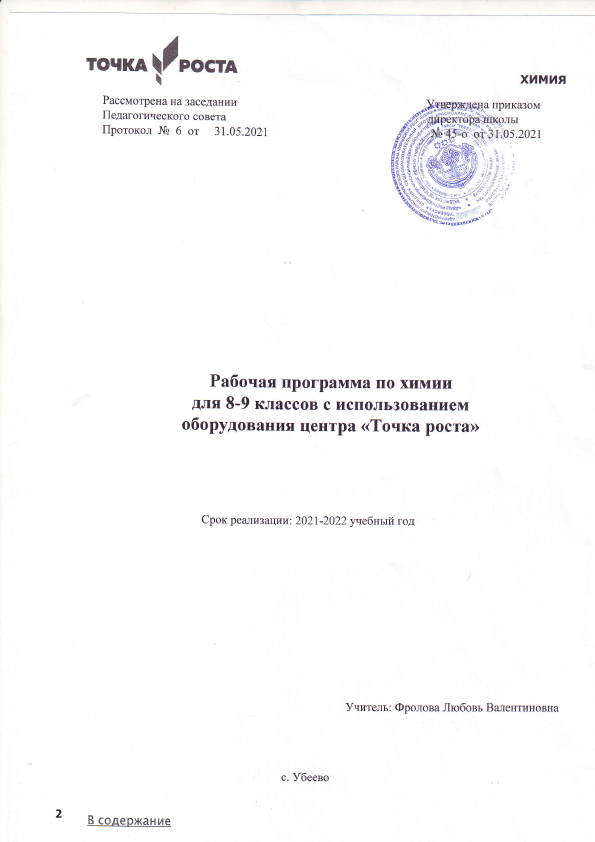 ТОЧКА РОСТА
ХИМИЯ
Рассмотрена на заседании
Педагогического совета
Протокол № 6 от 31.05.2021
Утверждена приказом
директора школы
№ 45-о от 31.05.2021
Рабочая программа по химии
для 8-9 классов с использованием
оборудования центра «Точка роста»
Срок реализации: 2021-2022 учебный год
Учитель: Фролова Любовь Валентиновна
с. Убеево
2
В содержание